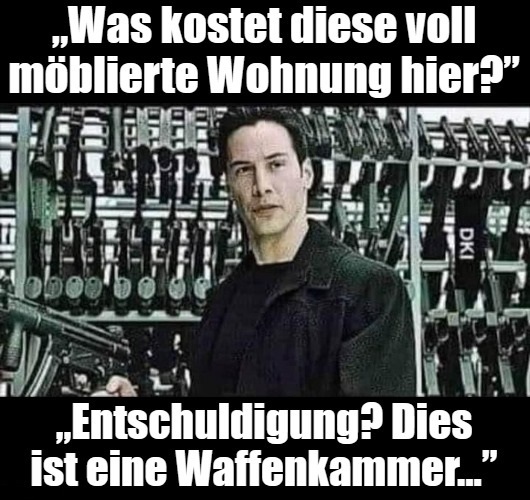 „Was kostet diese voll
möblierte Wohnung hier?”
DKI
„Entschuldigung? Dies
ist eine Waffenkammer...”